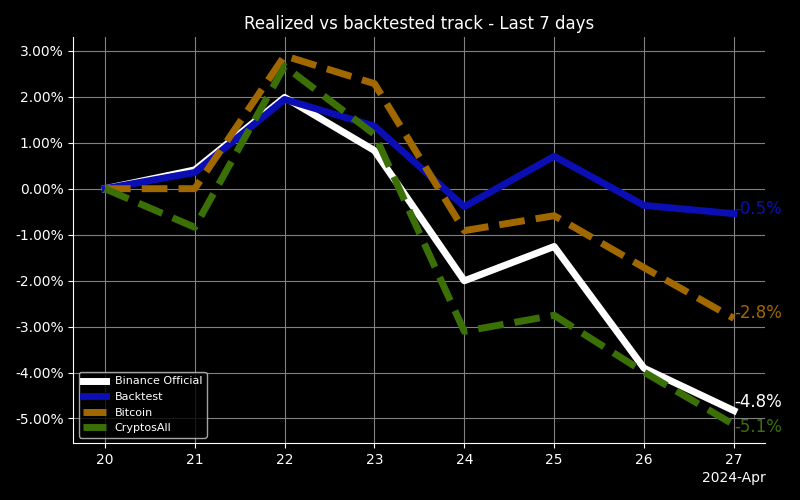 Realized vs backtested track - Last 7 days
3.00%
2.00%
1.00%
0.00%
-1.00%
-2.00%
-3.00%
-4.00%
-5.00%
-0.5%
-2.8%
-4.8%
-5.1%
Binance Official
Backtest
Bitcoin
CryptosAll
20 21 22 23 24 25 26 27
2024-Apr